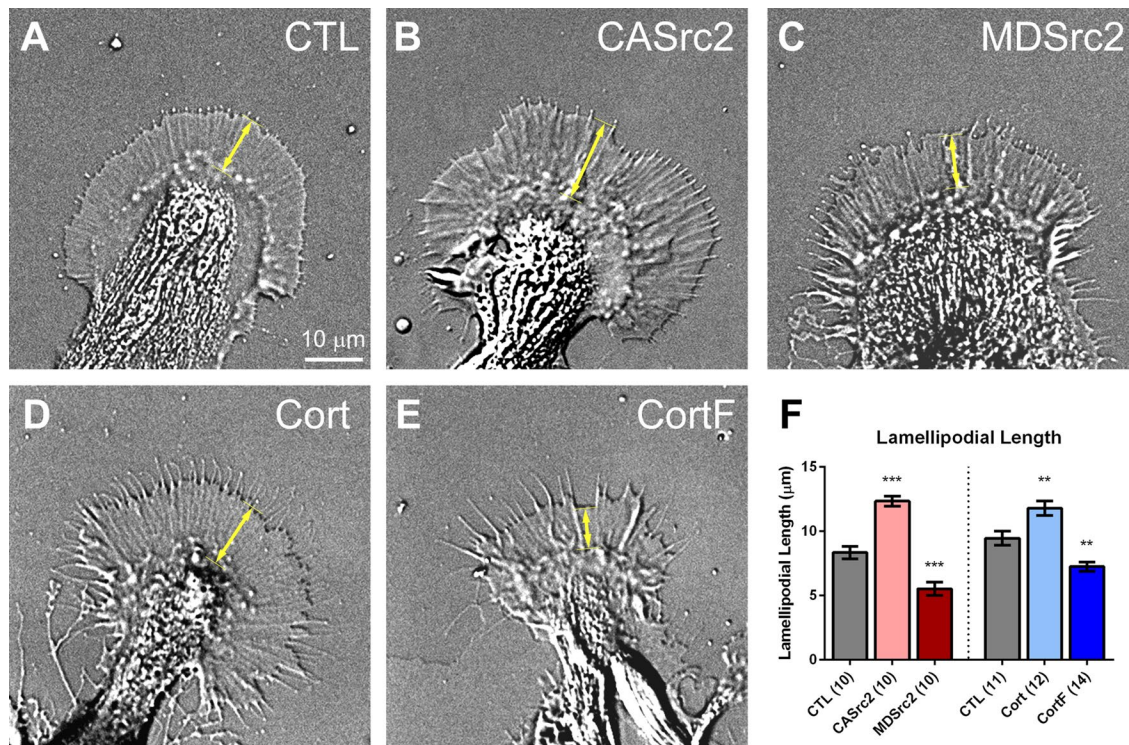 A CTL
B CASrc2
C MDSrc2
10 μm
D Cort
E CortF
F
Lamellipodial Length
Lamellipodial Length (μm)
15
10
5
0
***
***
**
**
CTL (10)
CASrc2 (10)
MDSrc2 (10)
CTL (11)
Cort (12)
CortF (14)